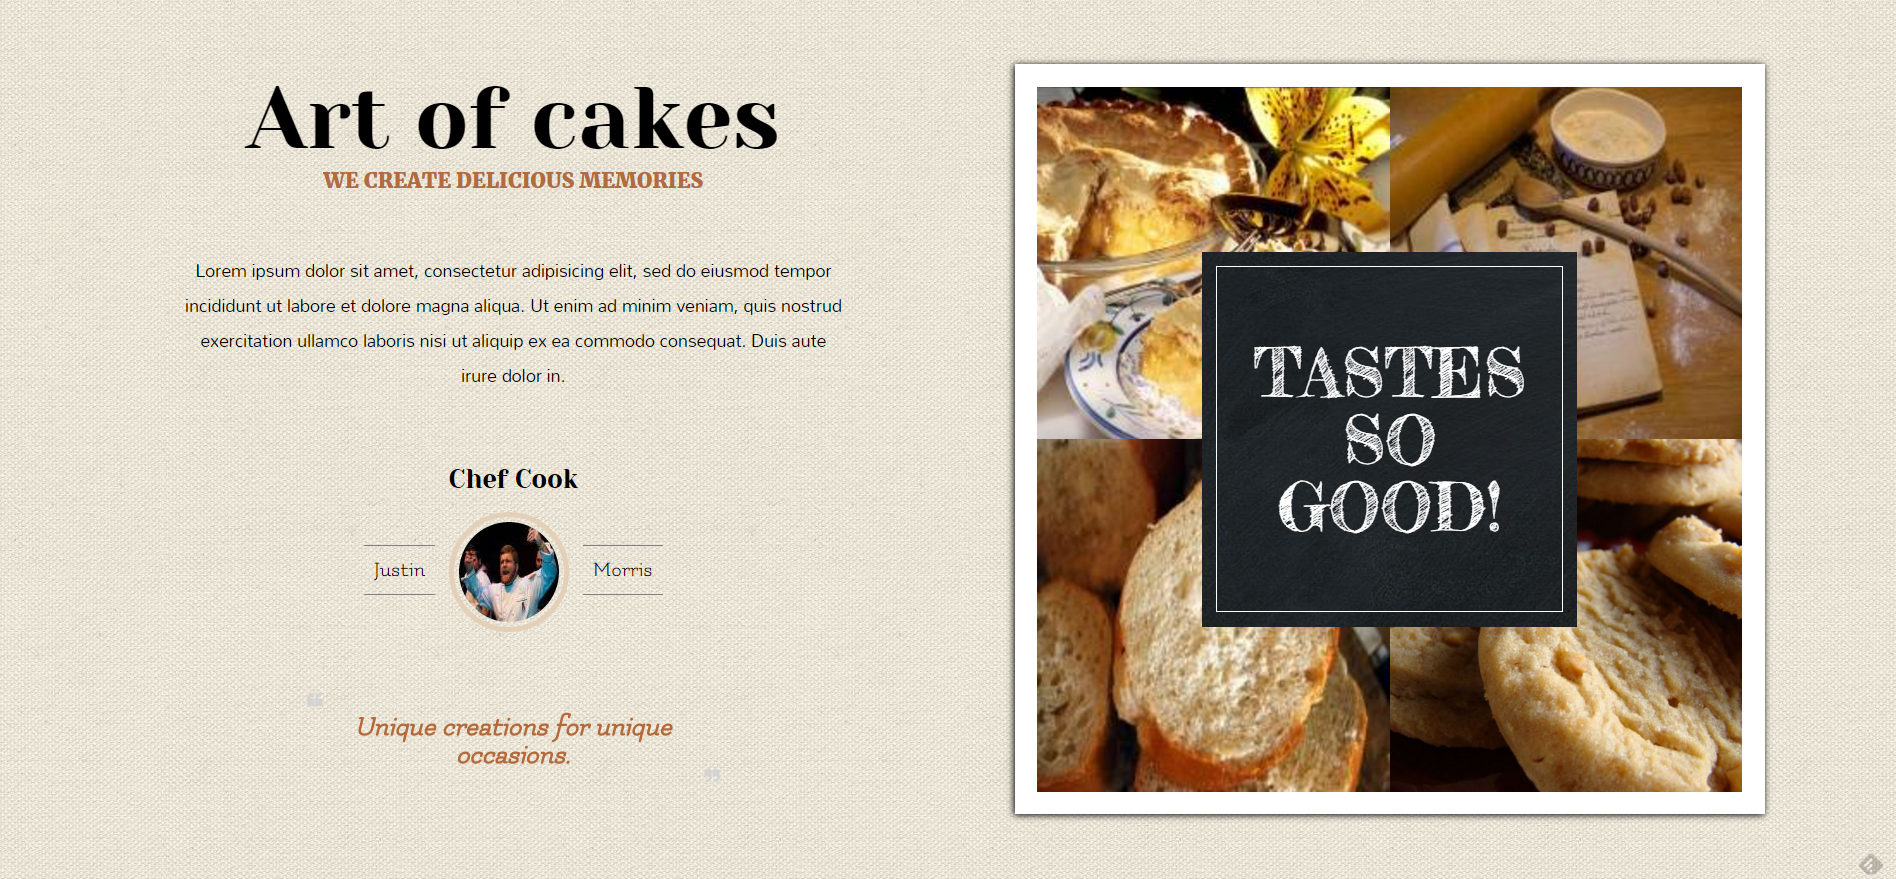 Art of cakes
WE CREATE DELICIOUS MEMORIES
Lorem ipsum dolor sit amet, consectetur adipisicing elit, sed do eiusmod tempor
incididunt ut labore et dolore magna aliqua. Ut enim ad minim veniam, quis nostrud
exercitation ullamco laboris nisi ut aliquip ex ea commodo consequat. Duis aute
irure dolor in.
Chef Cook
Justin
Morris
❝
Unique creations for unique
occasions.
❞
TASTES
SO
GOOD!